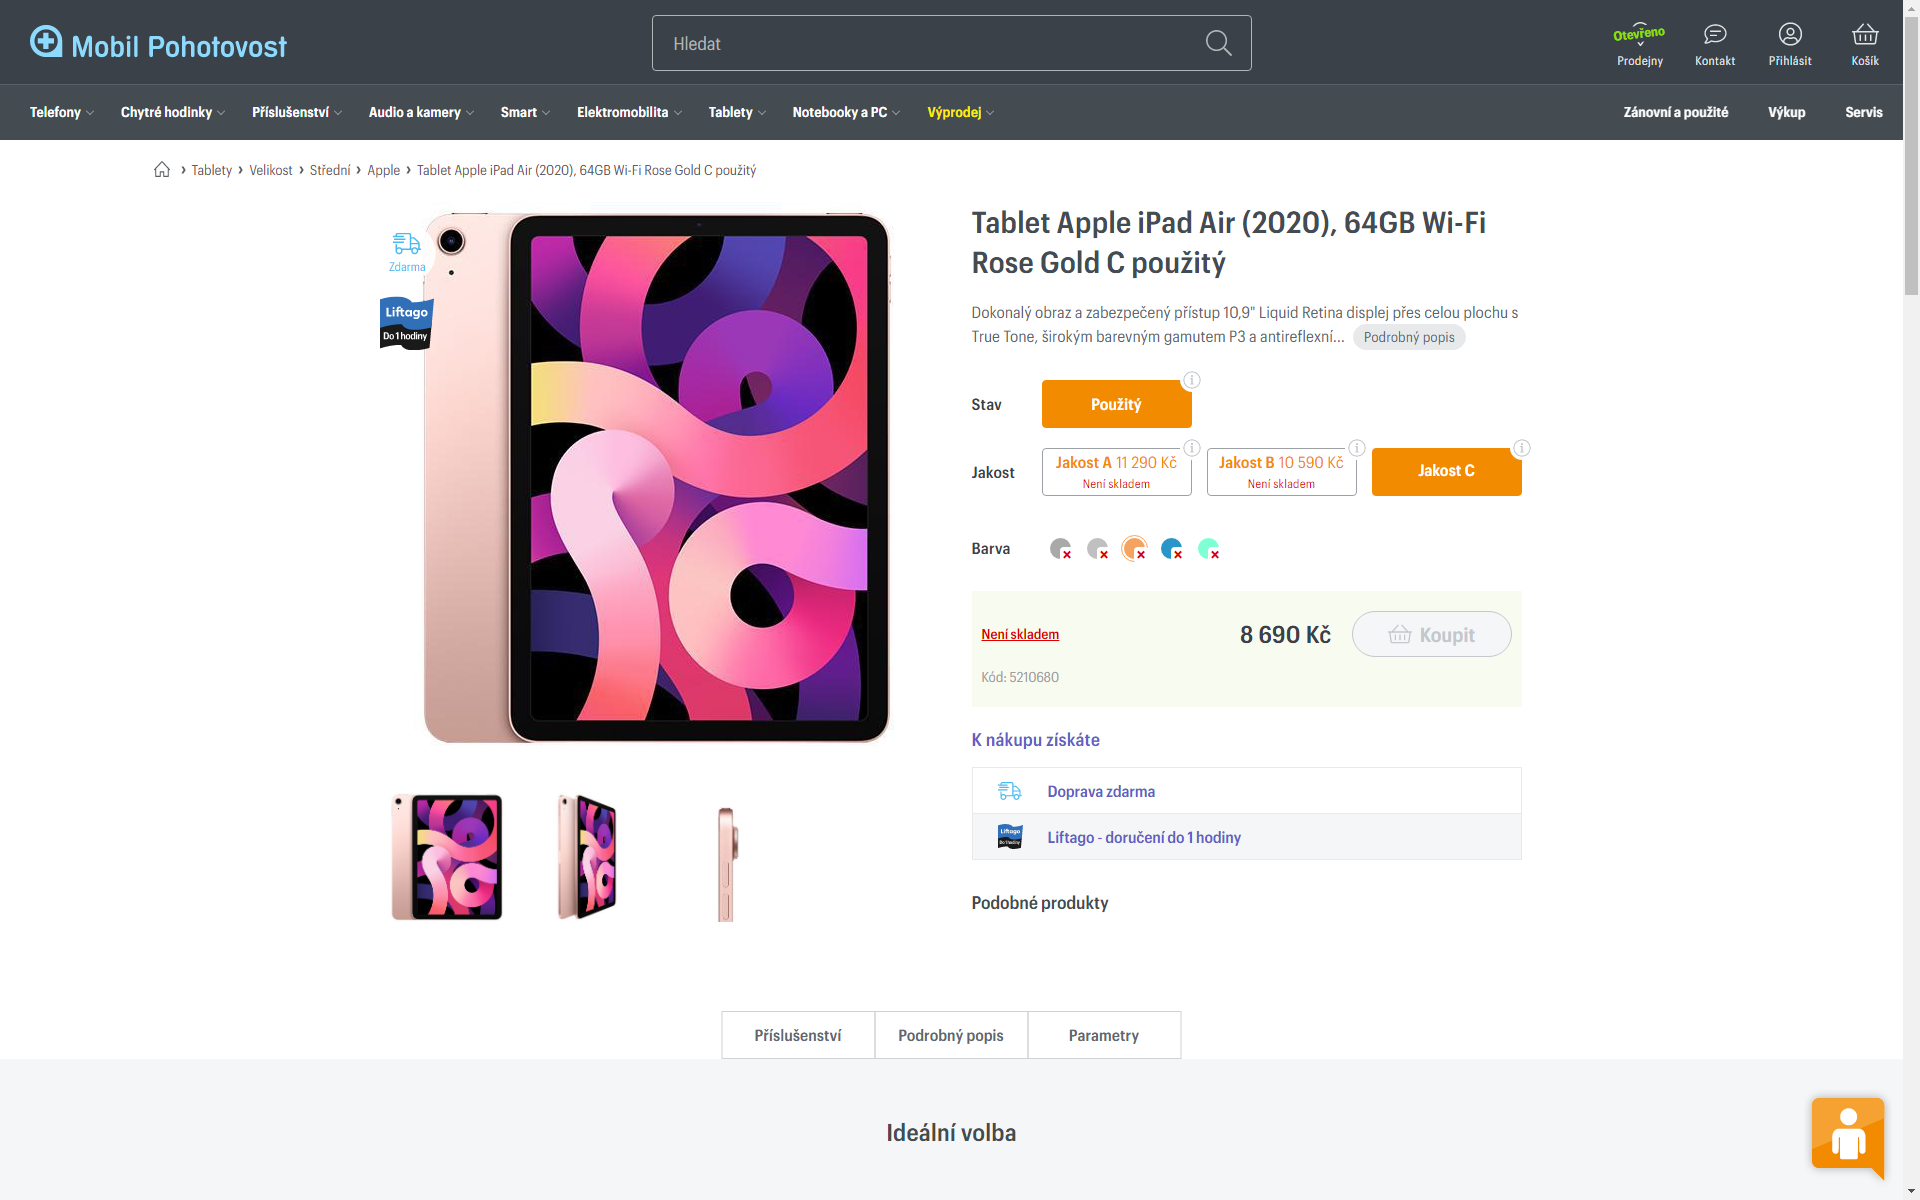 Mobil Pohotovost
Hledat
Otevřeno
Prodejny
Kontakt
Přihlásit
Košík
Telefony
Chytré hodinky
Příslušenství
Audio a kamery
Smart
Elektromobilita
Tablety
Notebooky a PC
Výprodej
Zánovní a použité
Výkup
Servis
› Tablety › Velikost › Střední › Apple › Tablet Apple iPad Air (2020), 64GB Wi-Fi Rose Gold C použitý
Zdarma
Liftago
Do 1 hodiny
Tablet Apple iPad Air (2020), 64GB Wi-Fi
Rose Gold C použitý
Dokonalý obraz a zabezpečený přístup 10,9" Liquid Retina displej přes celou plochu s
True Tone, širokým barevným gamutem P3 a antireflexní... Podrobný popis
Stav
Použitý
Jakost
Jakost A 11 290 Kč
Není skladem
Jakost B 10 590 Kč
Není skladem
Jakost C
Barva
Není skladem
8 690 Kč
Koupit
Kód: 5210680
K nákupu získáte
Doprava zdarma
Liftago
Do 1 hodiny
Liftago - doručení do 1 hodiny
Podobné produkty
Příslušenství
Podrobný popis
Parametry
Ideální volba